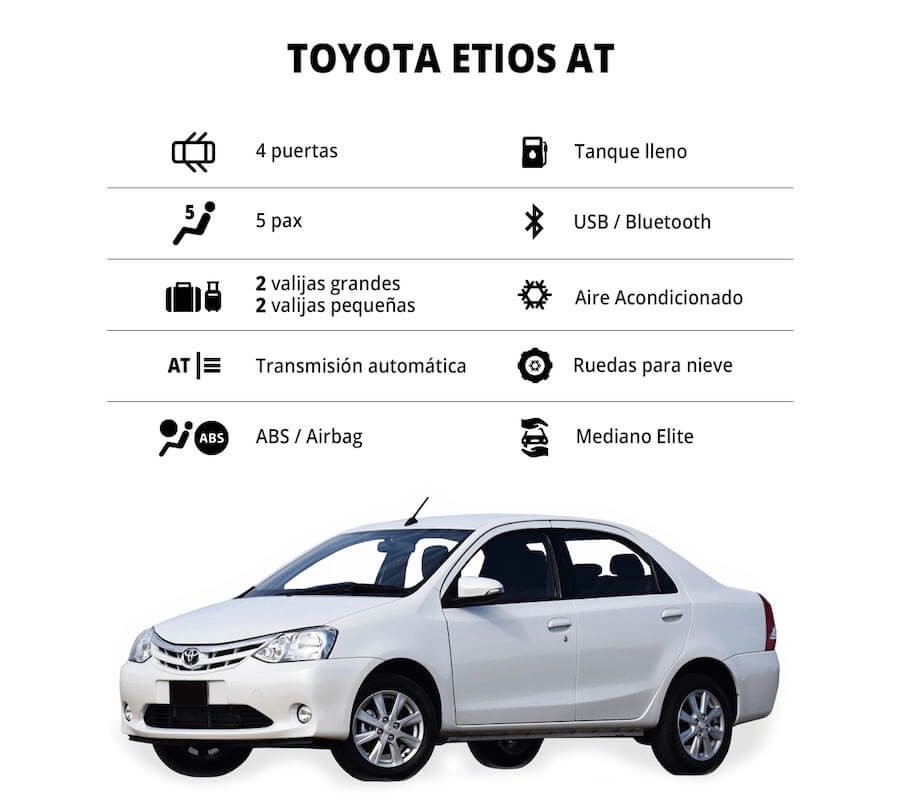 TOYOTA ETIOS AT
4 puertas
Tanque lleno
5
5 pax
USB / Bluetooth
2 valijas grandes
2 valijas pequeñas
Aire Acondicionado
AT
Transmisión automática
Ruedas para nieve
ABS
ABS / Airbag
Mediano Elite